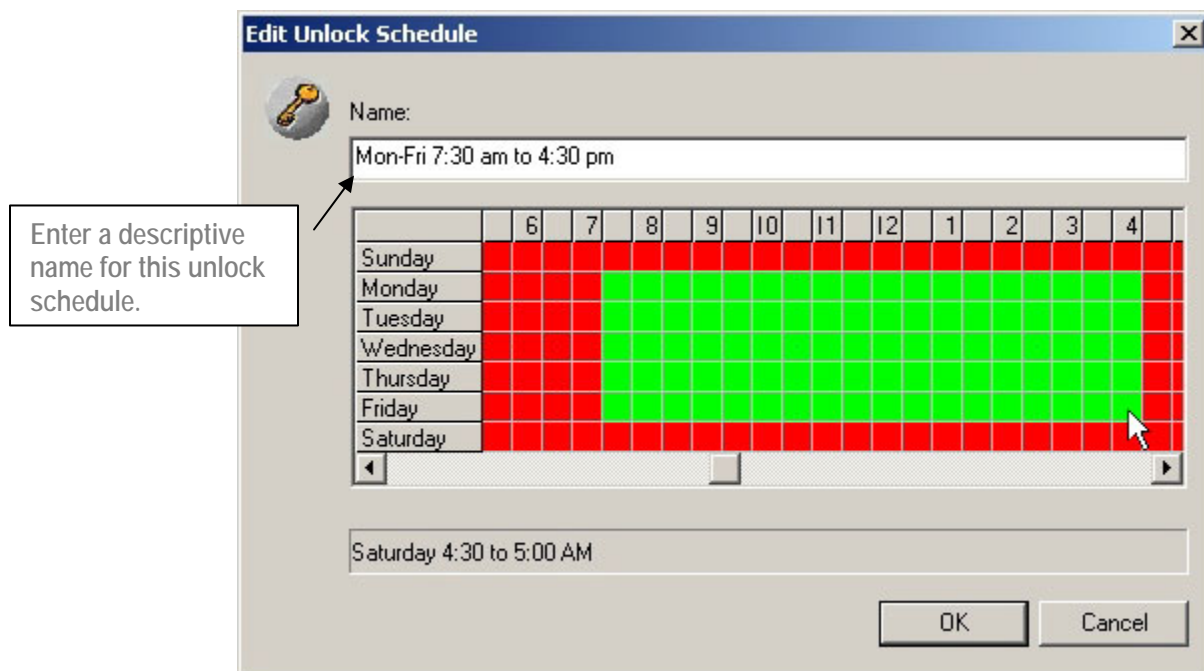 Edit Unlock Schedule
Name:
Mon-Fri 7:30 am to 4:30 pm
Enter a descriptive
name for this unlock
schedule.
6 7 8 9 10 11 12 1 2 3 4
Sunday
Monday
Tuesday
Wednesday
Thursday
Friday
Saturday
Saturday 4:30 to 5:00 AM
OK Cancel